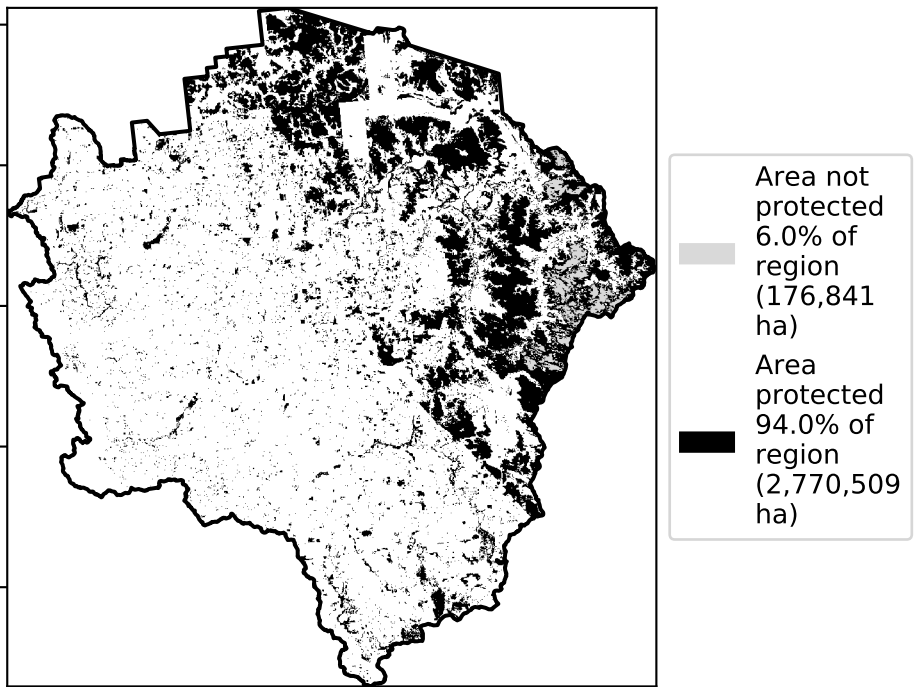 Area not
protected
6.0% of
region
(176,841
ha)
Area
protected
94.0% of
region
(2,770,509
ha)